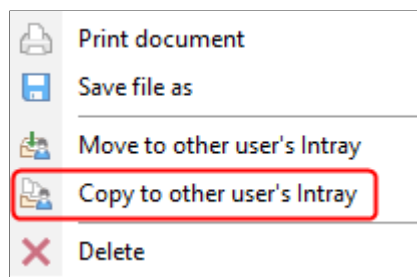 Print document
Save file as
Move to other user's Intray
Copy to other user's Intray
Delete